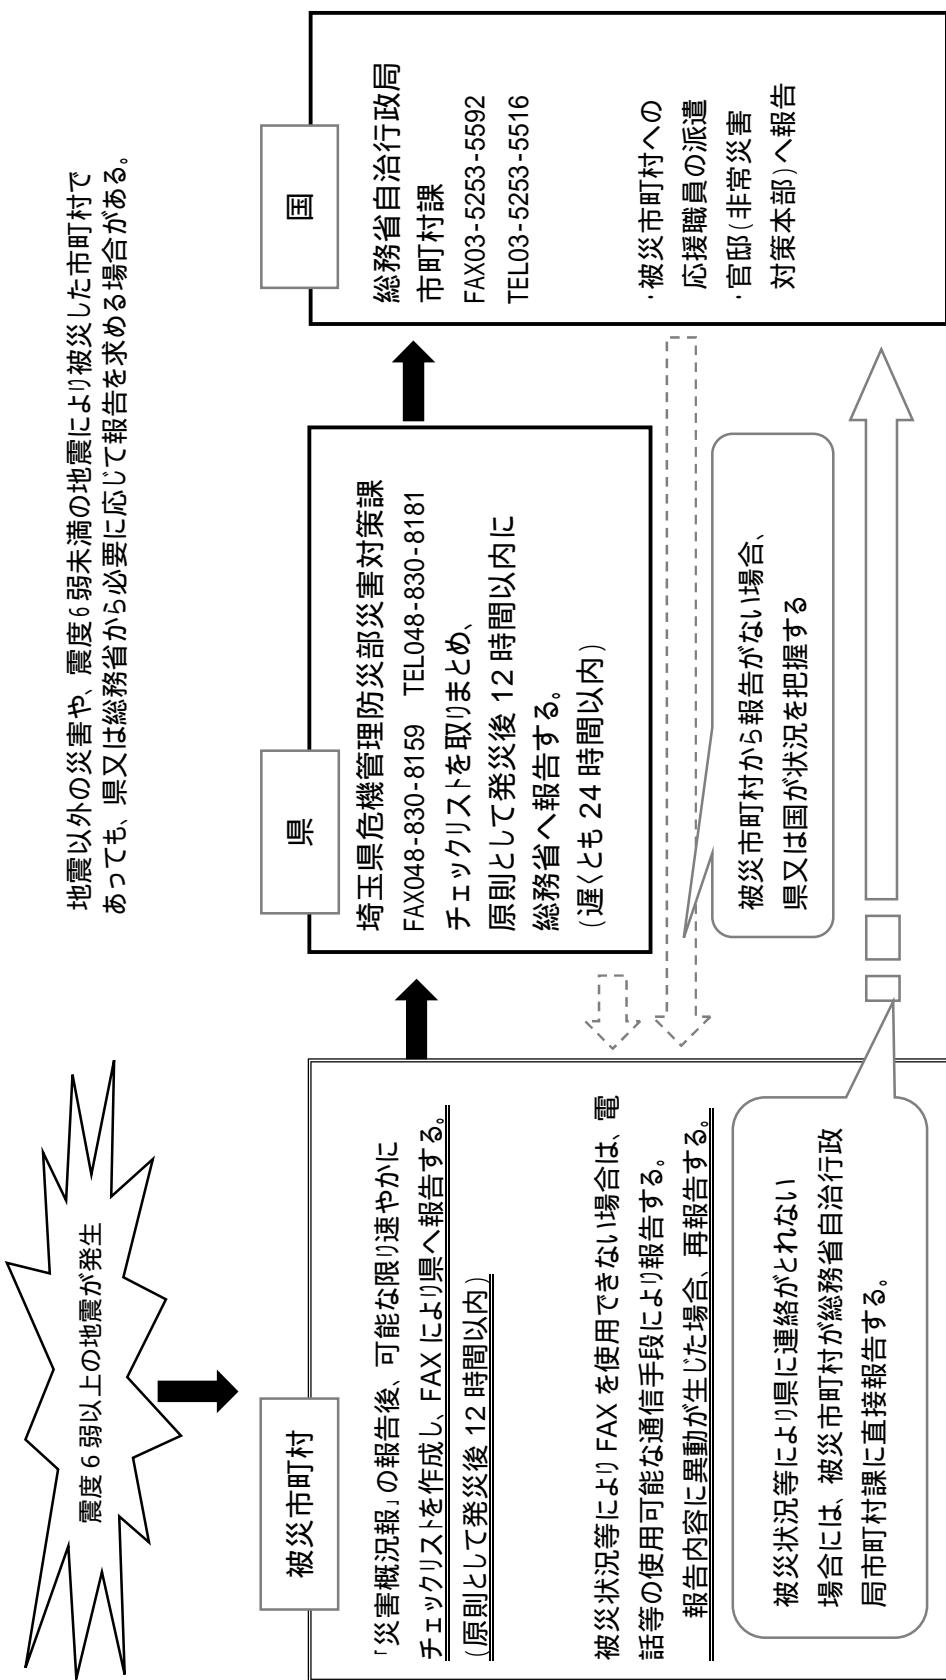 震度6弱以上の地震が発生
地震以外の災害や、震度6弱未満の地震により被災した市町村で
あっても、県又は総務省から必要に応じて報告を求める場合がある。
被災市町村
「災害概況報」の報告後、可能な限り速やかに
チェックリストを作成し、FAXにより県へ報告する。
(原則として発災後12時間以内)
被災状況等によりFAXを使用できない場合は、電
話等の使用可能な通信手段により報告する。
報告内容に異動が生じた場合、再報告する。
被災状況等により県に連絡がとれない
場合には、被災市町村が総務省自治行政
局市町村課に直接報告する。
県
埼玉県危機管理防災部災害対策課
FAX048-830-8159 TEL048-830-8181
チェックリストを取りまとめ、
原則として発災後12時間以内に
総務省へ報告する。
(遅くとも24時間以内)
被災市町村から報告がない場合、
県又は国が状況を把握する
国
総務省自治行政局
市町村課
FAX03-5253-5592
TEL03-5253-5516
・被災市町村への
応援職員の派遣
・官邸(非常災害
対策本部)へ報告